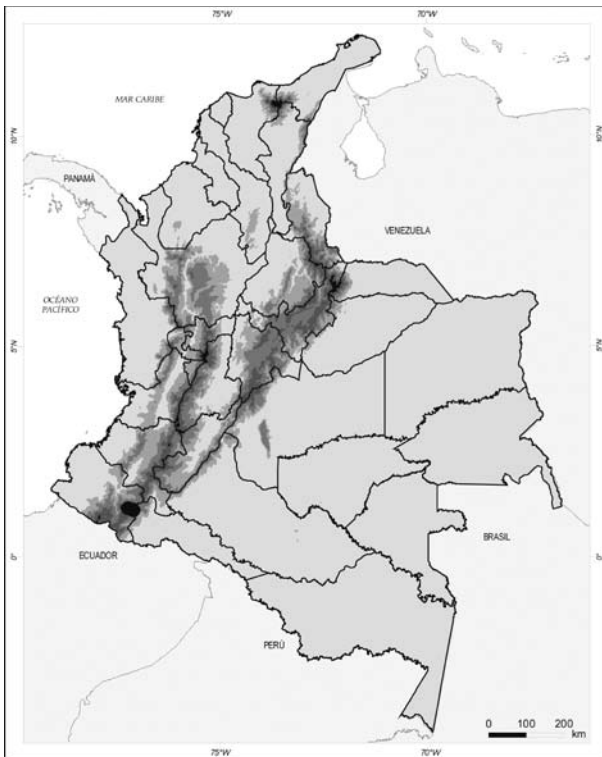 75°W 70°W
MAR CARIBE
10°N 10°N
PANAMÁ
VENEZUELA
OCÉANO
PACÍFICO
5°N 5°N
ECUADOR
BRASIL
0° 0°
PERÚ
0 100 200
km
75°W 70°W